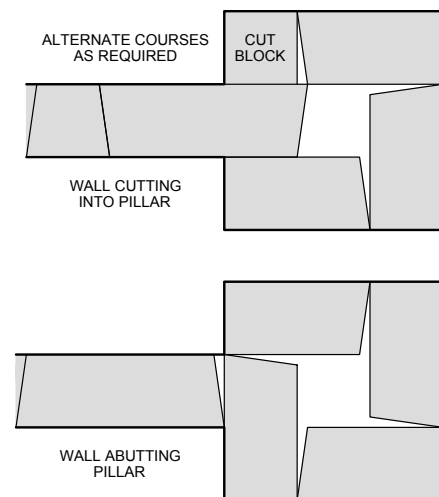 ALTERNATE COURSES
AS REQUIRED
CUT
BLOCK
WALL CUTTING
INTO PILLAR
WALL ABUTTING
PILLAR